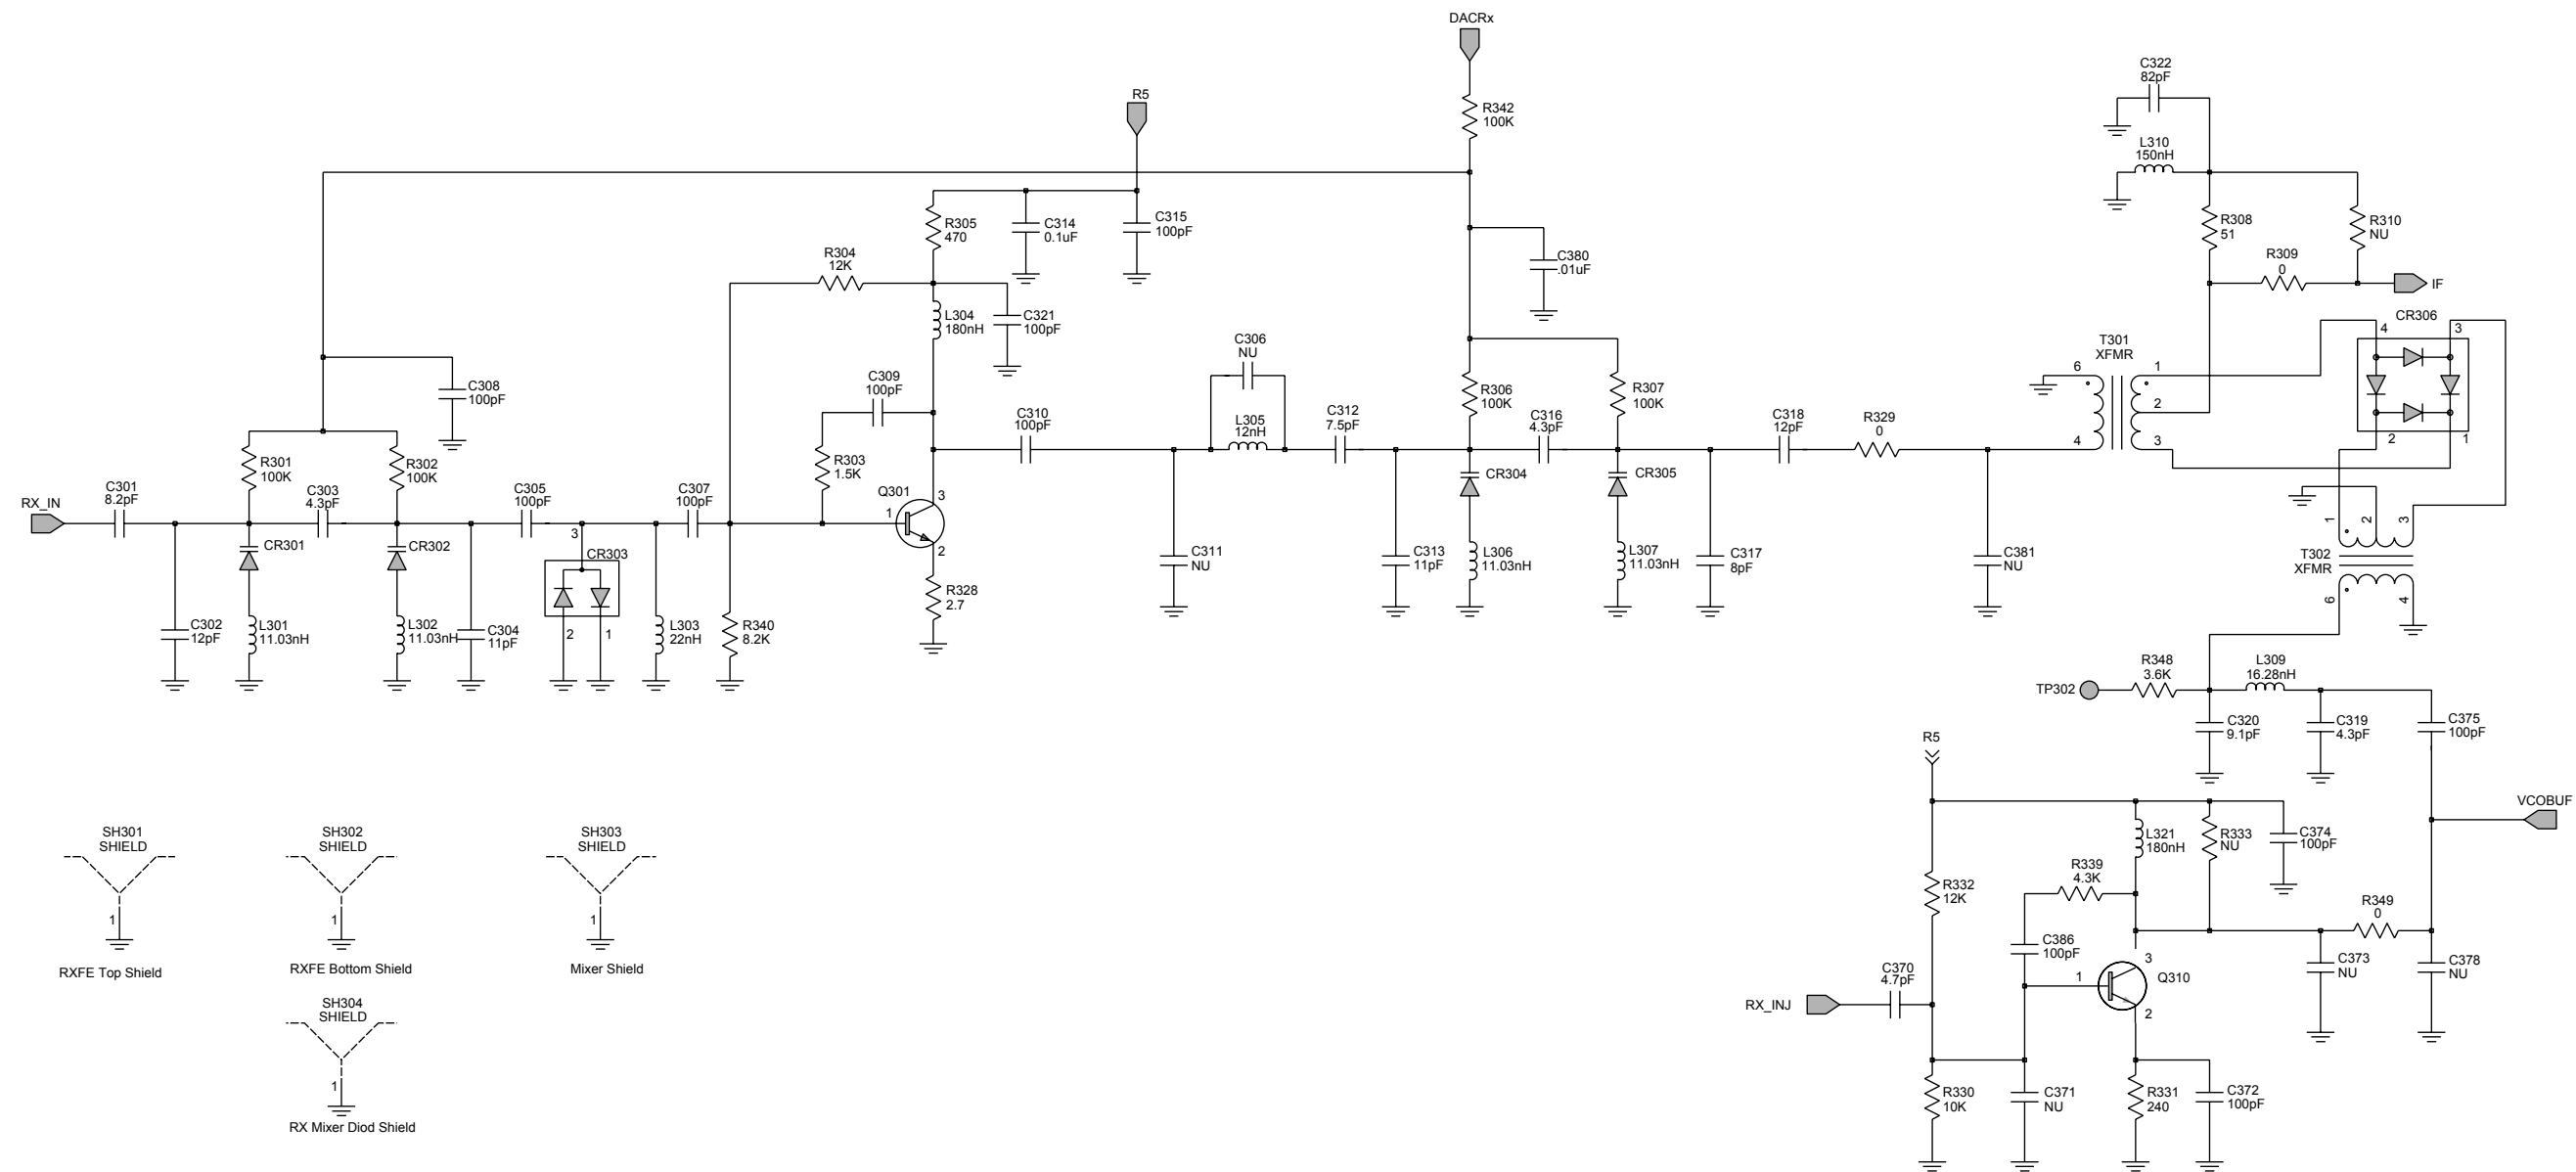 DACRx
R342
100K
R5
C322
82pF
L310
150nH
R308
51
R310
NU
R309
0
IF
R305
470
C314
0.1uF
C315
100pF
R304
12K
C380
.01uF
L304
180nH
C321
100pF
C306
NU
CR306
4
3
2
1
T301
XFMR
6
1
2
4
3
C308
100pF
C309
100pF
C310
100pF
L305
12nH
C312
7.5pF
R306
100K
C316
4.3pF
R307
100K
C318
12pF
R329
0
R301
100K
R302
100K
R303
1.5K
CR304
CR305
RX_IN
C301
8.2pF
C303
4.3pF
C305
100pF
C307
100pF
Q301
3
1
2
CR301
CR302
3
CR303
2
1
C311
NU
C313
11pF
L306
11.03nH
L307
11.03nH
C317
8pF
C381
NU
1
2
3
T302
XFMR
6
4
R328
2.7
C302
12pF
L301
11.03nH
L302
11.03nH
C304
11pF
L303
22nH
R340
8.2K
TP302
R348
3.6K
L309
16.28nH
C320
9.1pF
C319
4.3pF
C375
100pF
R5
VCOBUF
SH301
SHIELD
1
RXFE Top Shield
SH302
SHIELD
1
RXFE Bottom Shield
SH303
SHIELD
1
Mixer Shield
L321
180nH
R333
NU
C374
100pF
R332
12K
R339
4.3K
R349
0
C386
100pF
3
1
Q310
2
C373
NU
C378
NU
RX_INJ
C370
4.7pF
SH304
SHIELD
1
RX Mixer Diod Shield
R330
10K
C371
NU
R331
240
C372
100pF